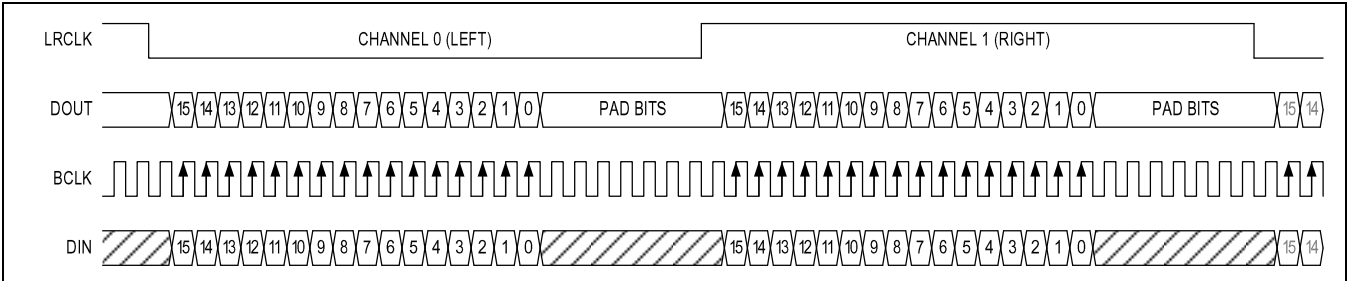 LRCLK CHANNEL 0 (LEFT) CHANNEL 1 (RIGHT)
DOUT 15 14 13 12 11 10 9 8 7 6 5 4 3 2 1 0 PAD BITS 15 14 13 12 11 10 9 8 7 6 5 4 3 2 1 0 PAD BITS 15 14
BCLK
DIN 15 14 13 12 11 10 9 8 7 6 5 4 3 2 1 0 15 14 13 12 11 10 9 8 7 6 5 4 3 2 1 0 15 14